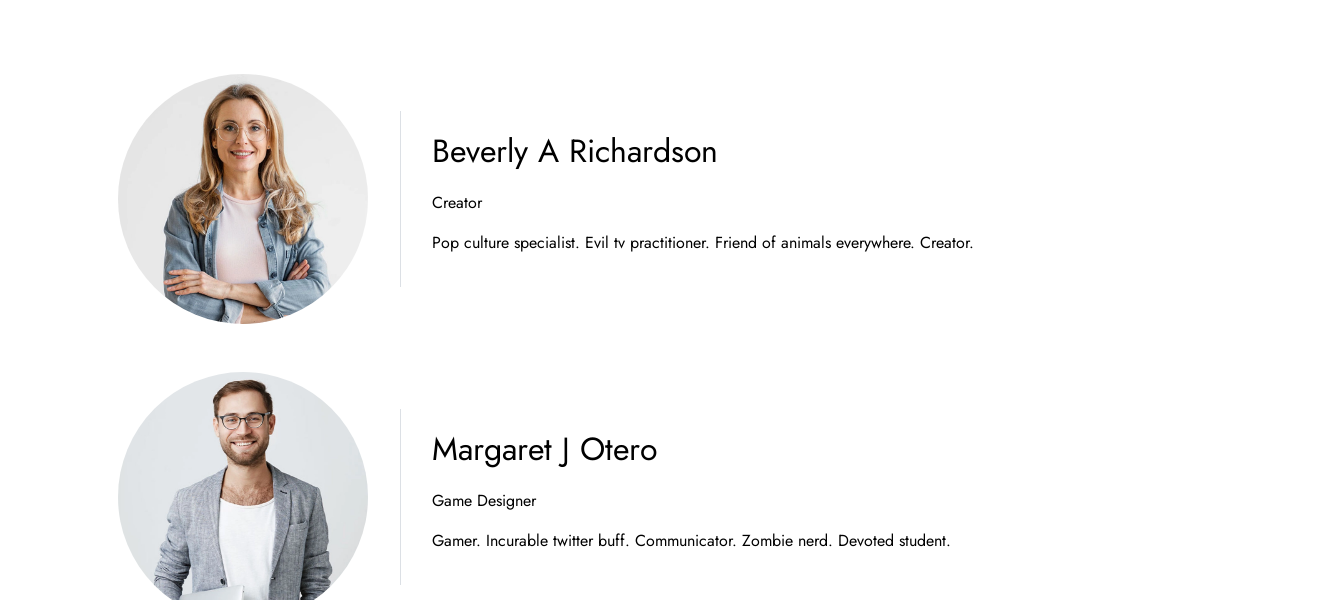 Beverly A Richardson
Creator
Pop culture specialist. Evil tv practitioner. Friend of animals everywhere. Creator.
Margaret J Otero
Game Designer
Gamer. Incurable twitter buff. Communicator. Zombie nerd. Devoted student.